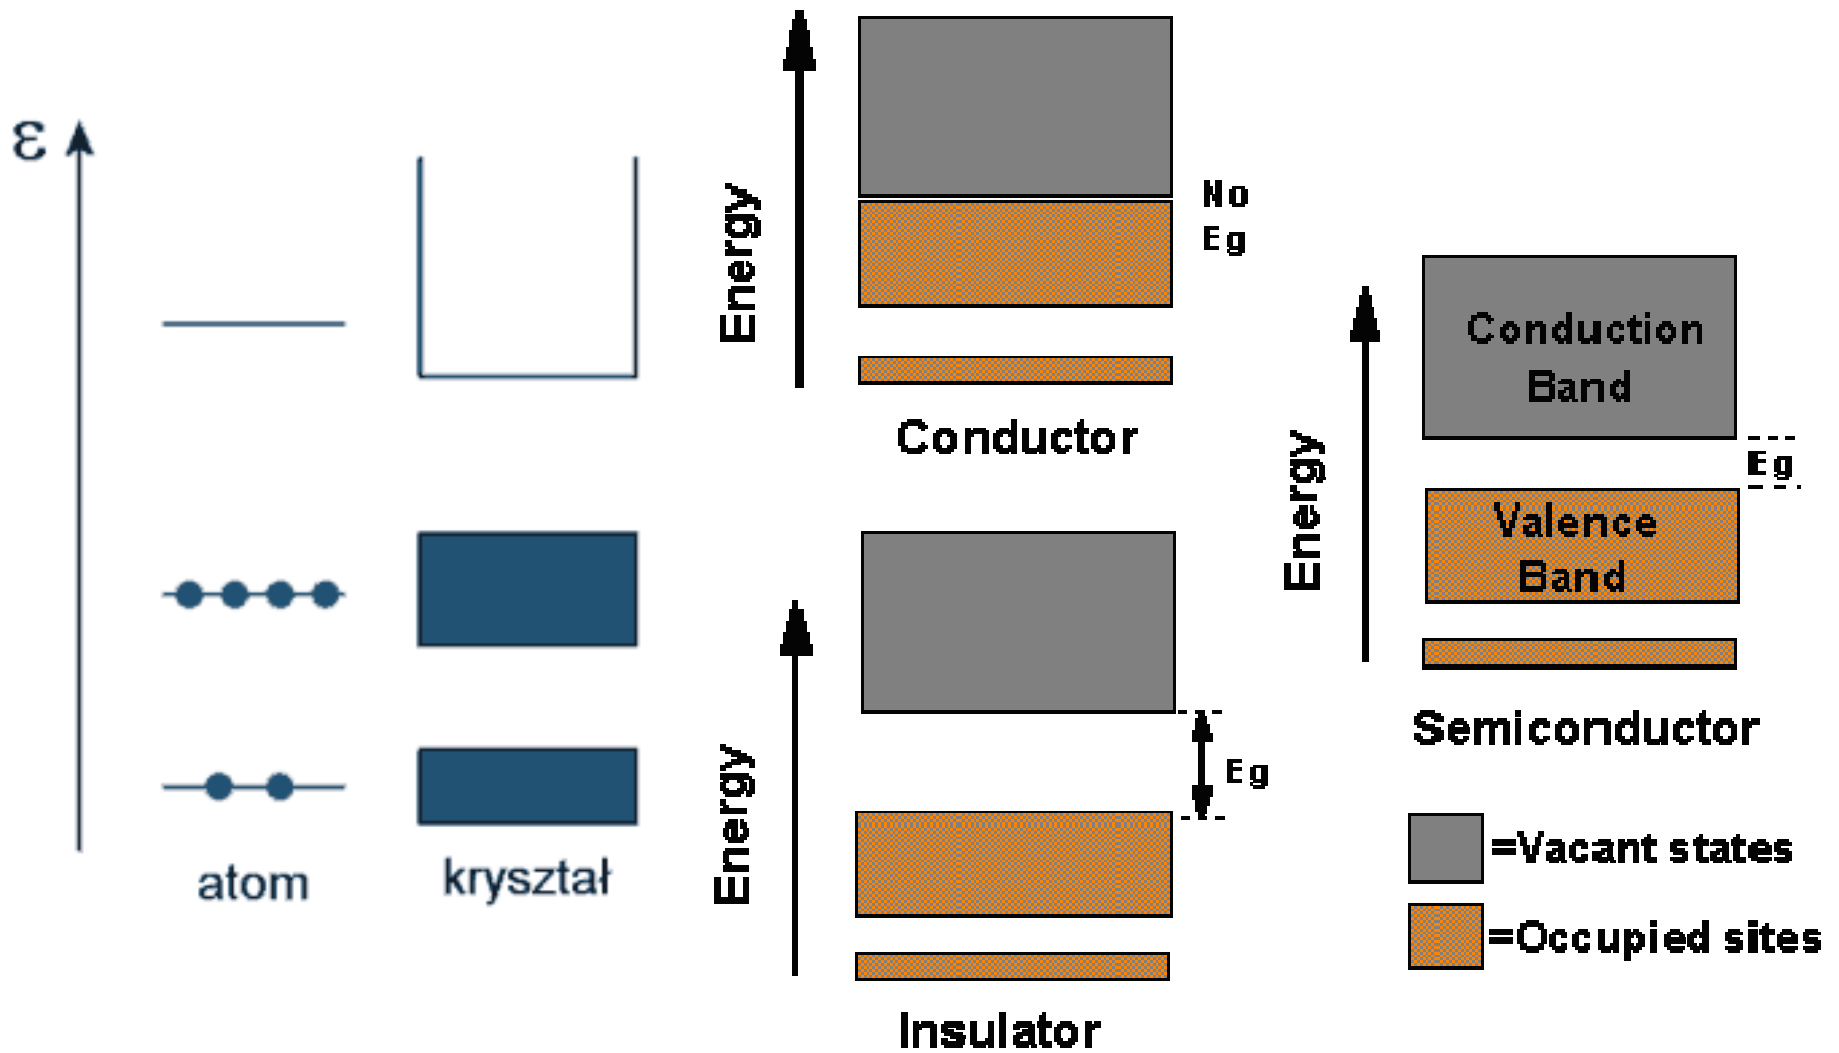 ε
atom
kryształ
Energy
No
Eg
Conductor
Energy
Eg
Insulator
Energy
Conduction
Band
Eg
Valence
Band
Semiconductor
=Vacant states
=Occupied sites